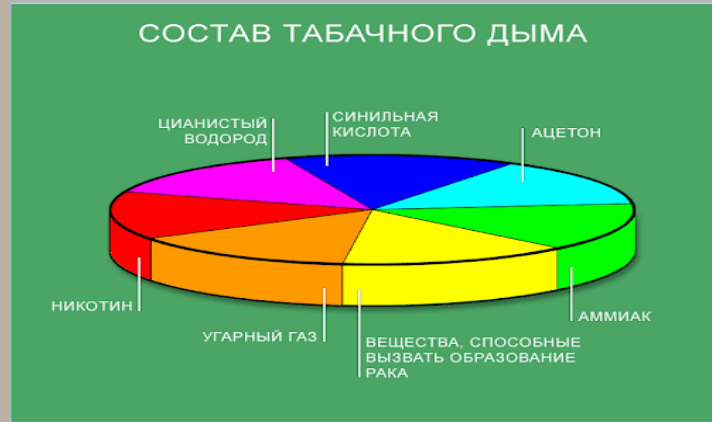 СОСТАВ ТАБАЧНОГО ДЫМА
ЦИАНИСТЫЙ
ВОДОРОД
СИНИЛЬНАЯ
КИСЛОТА
АЦЕТОН
НИКОТИН
УГАРНЫЙ ГАЗ
ВЕЩЕСТВА, СПОСОБНЫЕ
ВЫЗВАТЬ ОБРАЗОВАНИЕ
РАКА
АММИАК